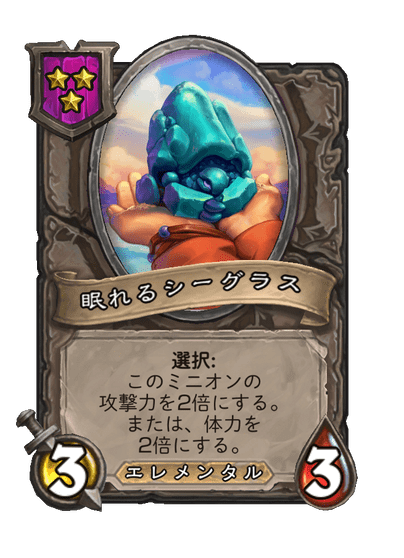 眠れるシーグラス
選択:
このミニオンの
攻撃力を2倍にする。
または、体力を
2倍にする。
エレメンタル
3
3